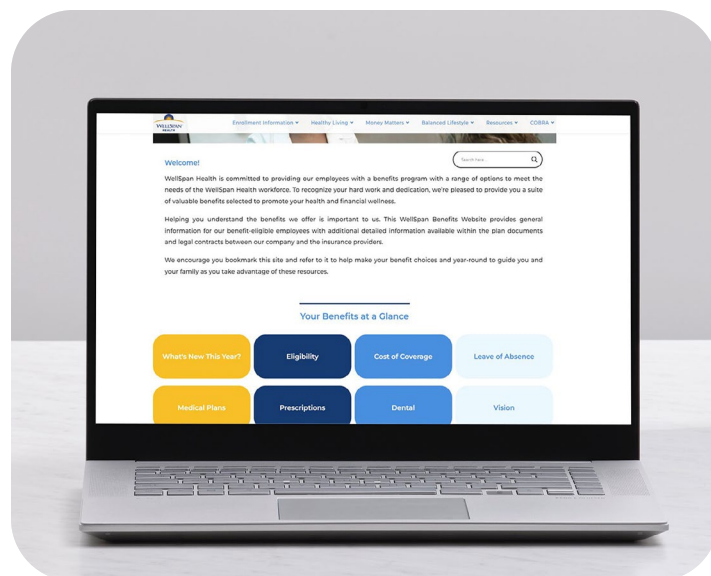 WELLSPAN
HEALTH
Enrollment Information
Healthy Living
Money Matters
Balanced Lifestyle
Resources
COBRA
Search here..
Welcome!
WellSpan Health is committed to providing our employees with a benefits program with a range of options to meet the
needs of the WellSpan Health workforce. To recognize your hard work and dedication, we're pleased to provide you a suite
of valuable benefits selected to promote your health and financial wellness.
Helping you understand the benefits we offer is important to us. This WellSpan Benefits Website provides general
information for our benefit-eligible employees with additional detailed information available within the plan documents
and legal contracts between our company and the insurance providers.
We encourage you bookmark this site and refer to it to help make your benefit choices and year-round to guide you and
your family as you take advantage of these resources.
Your Benefits at a Glance
What's New This Year?
Eligibility
Cost of Coverage
Leave of Absence
Medical Plans
Prescriptions
Dental
Vision